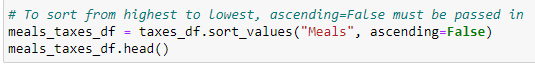 # To sort from highest to lowest, ascending=False must be passed in
meals_taxes_df = taxes_df.sort_values("Meals", ascending=False)
meals_taxes_df.head()